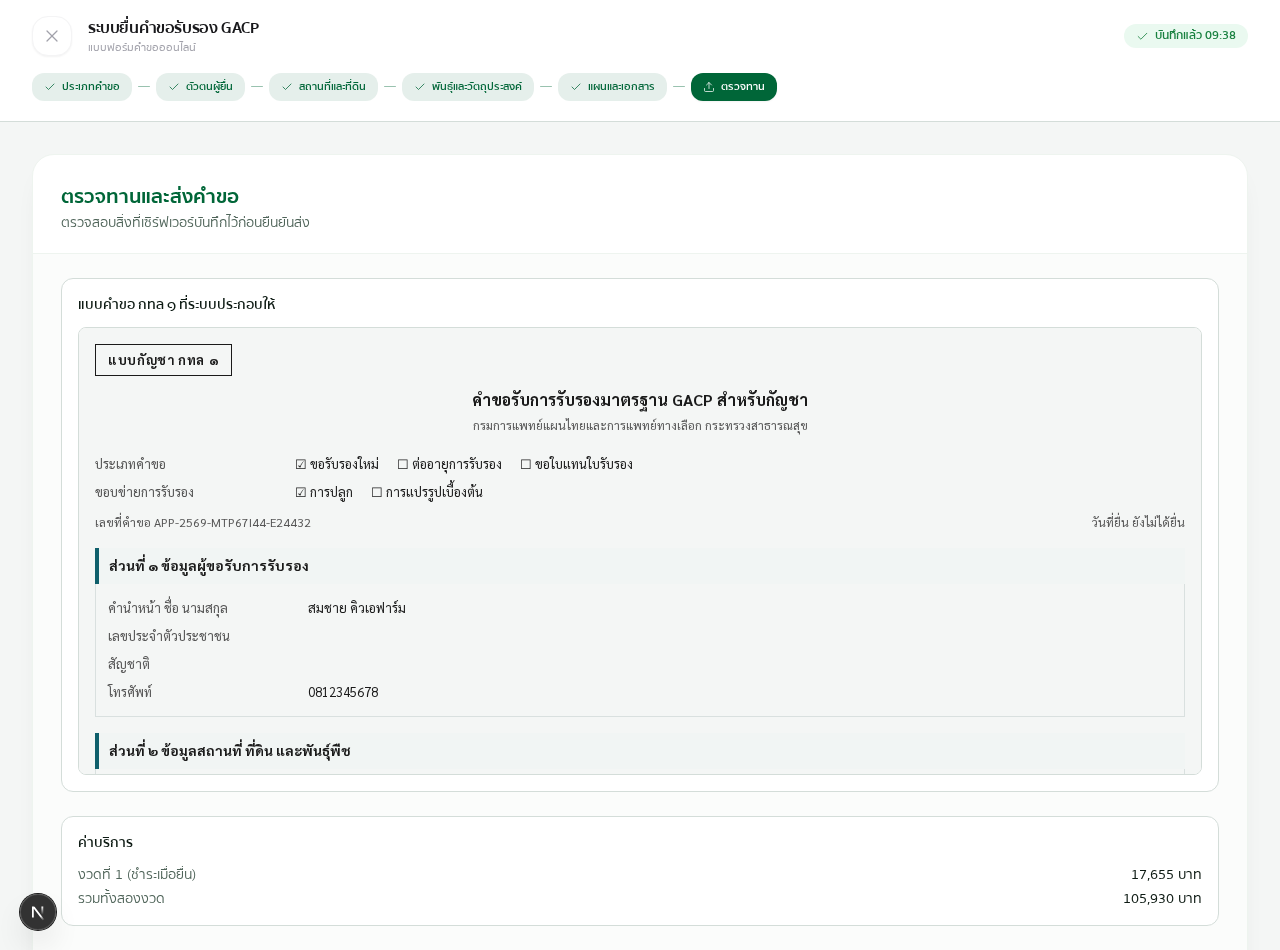 ระบบยื่นคำขอรับรอง GACP
แบบฟอร์มคำขอออนไลน์
บันทึกแล้ว 09:38
ประเภทคำขอ
ตัวตนผู้ยื่น
สถานที่และที่ดิน
พันธุ์และวัตถุประสงค์
แผนและเอกสาร
ตรวจทาน
ตรวจทานและส่งคำขอ
ตรวจสอบสิ่งที่เซิร์ฟเวอร์บันทึกไว้ก่อนยืนยันส่ง
แบบคำขอ กทล ๑ ที่ระบบประกอบให้
แบบกัญชา กทล ๑
คำขอรับการรับรองมาตรฐาน GACP สำหรับกัญชา
กรมการแพทย์แผนไทยและการแพทย์ทางเลือก กระทรวงสาธารณสุข
ประเภทคำขอ ☑ ขอรับรองใหม่ ☐ ต่ออายุการรับรอง ☐ ขอใบแทนใบรับรอง
ขอบข่ายการรับรอง ☑ การปลูก ☐ การแปรรูปเบื้องต้น
เลขที่คำขอ APP-2569-MTP67I44-E24432 วันที่ยื่น ยังไม่ได้ยื่น
ส่วนที่ ๑ ข้อมูลผู้ขอรับการรับรอง
คำนำหน้า ชื่อ นามสกุล สมชาย คิวเอฟาร์ม
เลขประจำตัวประชาชน
สัญชาติ
โทรศัพท์ 0812345678
ส่วนที่ ๒ ข้อมูลสถานที่ ที่ดิน และพันธุ์พืช
ค่าบริการ
งวดที่ 1 (ชำระเมื่อยื่น) 17,655 บาท
รวมทั้งสองงวด 105,930 บาท
N